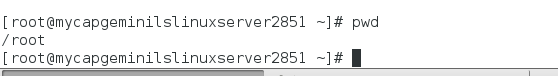 [root@mycapgeminilslinuxserver2851 ~]# pwd
/root
[root@mycapgeminilslinuxserver2851 ~]#